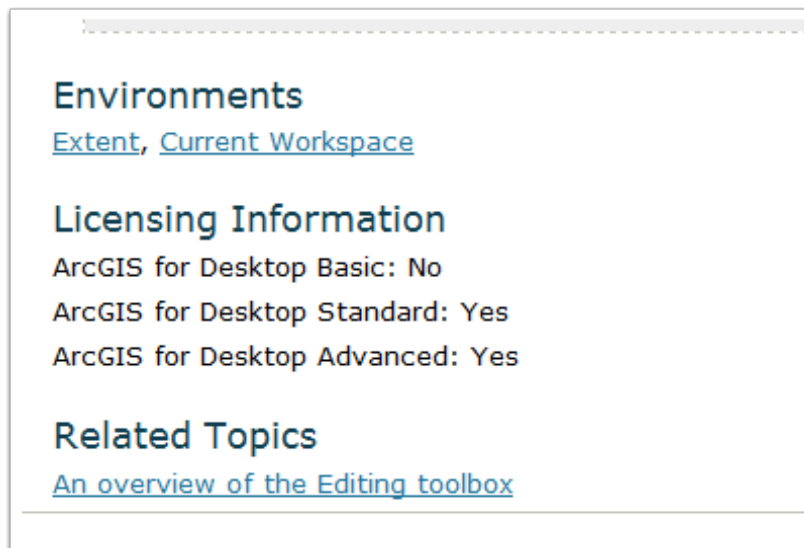 Environments
Extent, Current Workspace
Licensing Information
ArcGIS for Desktop Basic: No
ArcGIS for Desktop Standard: Yes
ArcGIS for Desktop Advanced: Yes
Related Topics
An overview of the Editing toolbox